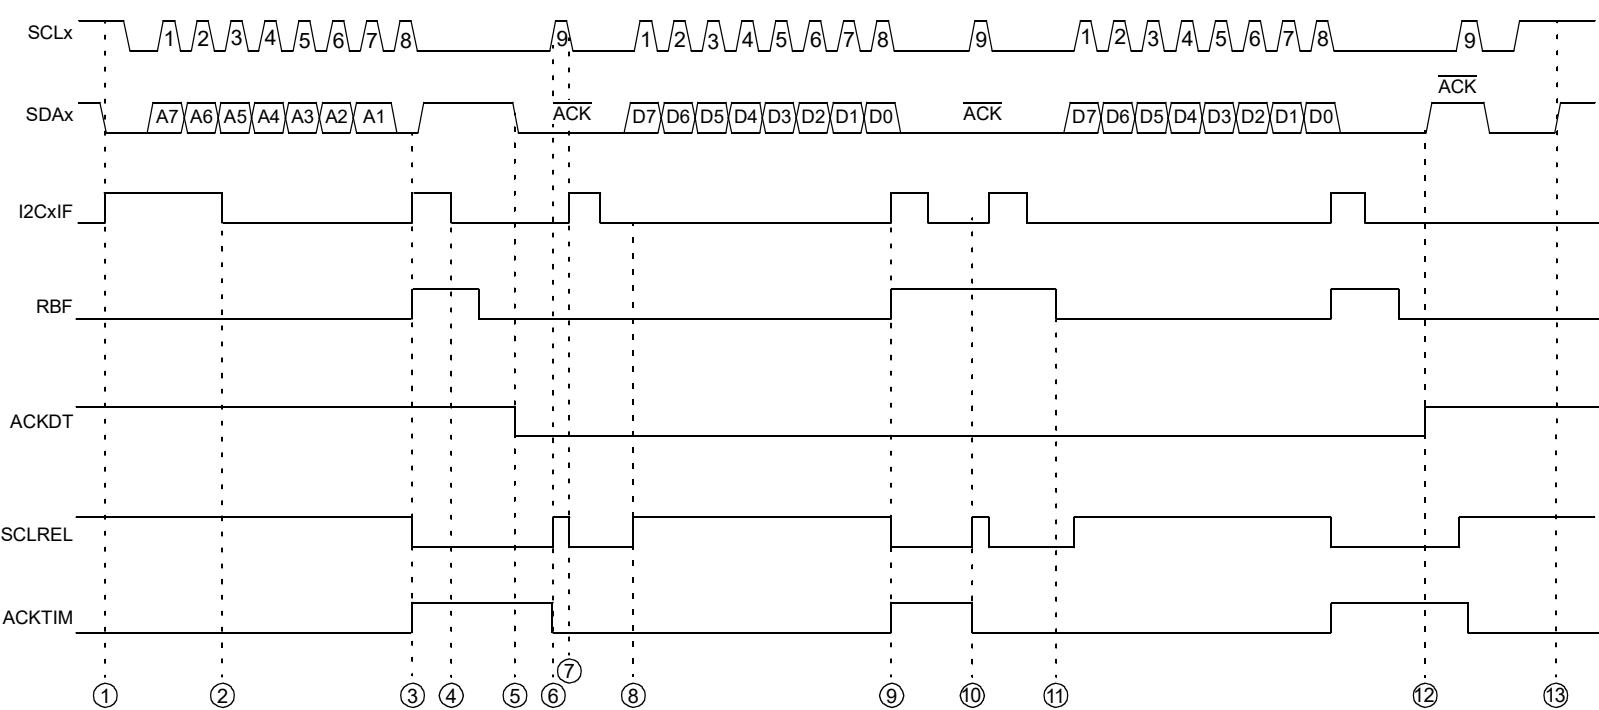 SCLx 1 2 3 4 5 6 7 8 9 1 2 3 4 5 6 7 8 9 1 2 3 4 5 6 7 8 9
ACK
SDAx A7 A6 A5 A4 A3 A2 A1 ACK D7 D6 D5 D4 D3 D2 D1 D0 ACK D7 D6 D5 D4 D3 D2 D1 D0
I2CxIF
RBF
ACKDT
SCLREL
ACKTIM
7
1 2 3 4 5 6 8 9 10 11 12 13